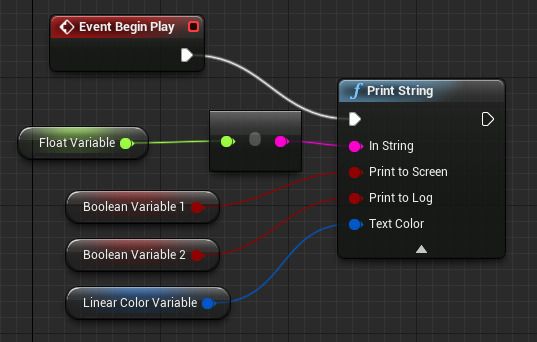 Event Begin Play
f Print String
Float Variable
In String
Print to Screen
Boolean Variable 1
Print to Log
Text Color
Boolean Variable 2
Linear Color Variable